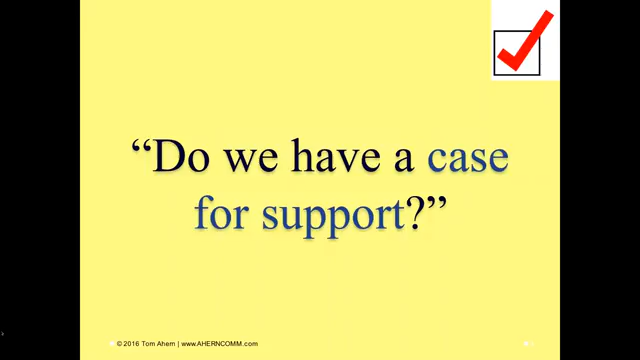 “Do we have a case
for support?”
© 2016 Tom Ahern | www.AHERNCOMM.com